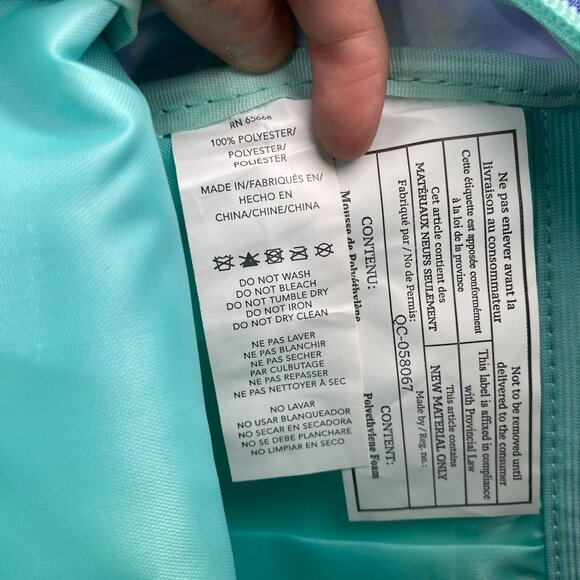 RN 65668
100% POLYESTER/
POLYESTER/
POLIÉSTER
MADE IN/FABRIQUÉS EN/
HECHO EN
CHINA/CHINE/CHINA
DO NOT WASH
DO NOT BLEACH
DO NOT TUMBLE DRY
DO NOT IRON
DO NOT DRY CLEAN
NE PAS LAVER
NE PAS BLANCHIR
NE PAS SECHER
PAR CULBUTAGE
NE PAS REPASSER
NE PAS NETTOYER À SEC
NO LAVAR
NO USAR BLANQUEADOR
NO SECAR EN SECADORA
NO SE DEBE PLANCHARE
NO LIMPIAR EN SECO
Ne pas enlever avant la
livraison au consommateur
Cette étiquette est apposée conformément
à la loi de la province
Cet article contient des
MATÉRIAUX NEUFS SEULEMENT
Fabriqué par / No de Permis:
QC-058067
CONTENU:
Mousse de Polyéthylène
Not to be removed until
delivered to the consumer
This label is affixed in compliance
with Provincial Law
This article contains
NEW MATERIAL ONLY
Made by / Reg. no.:
CONTENT:
Polyethylene Foam